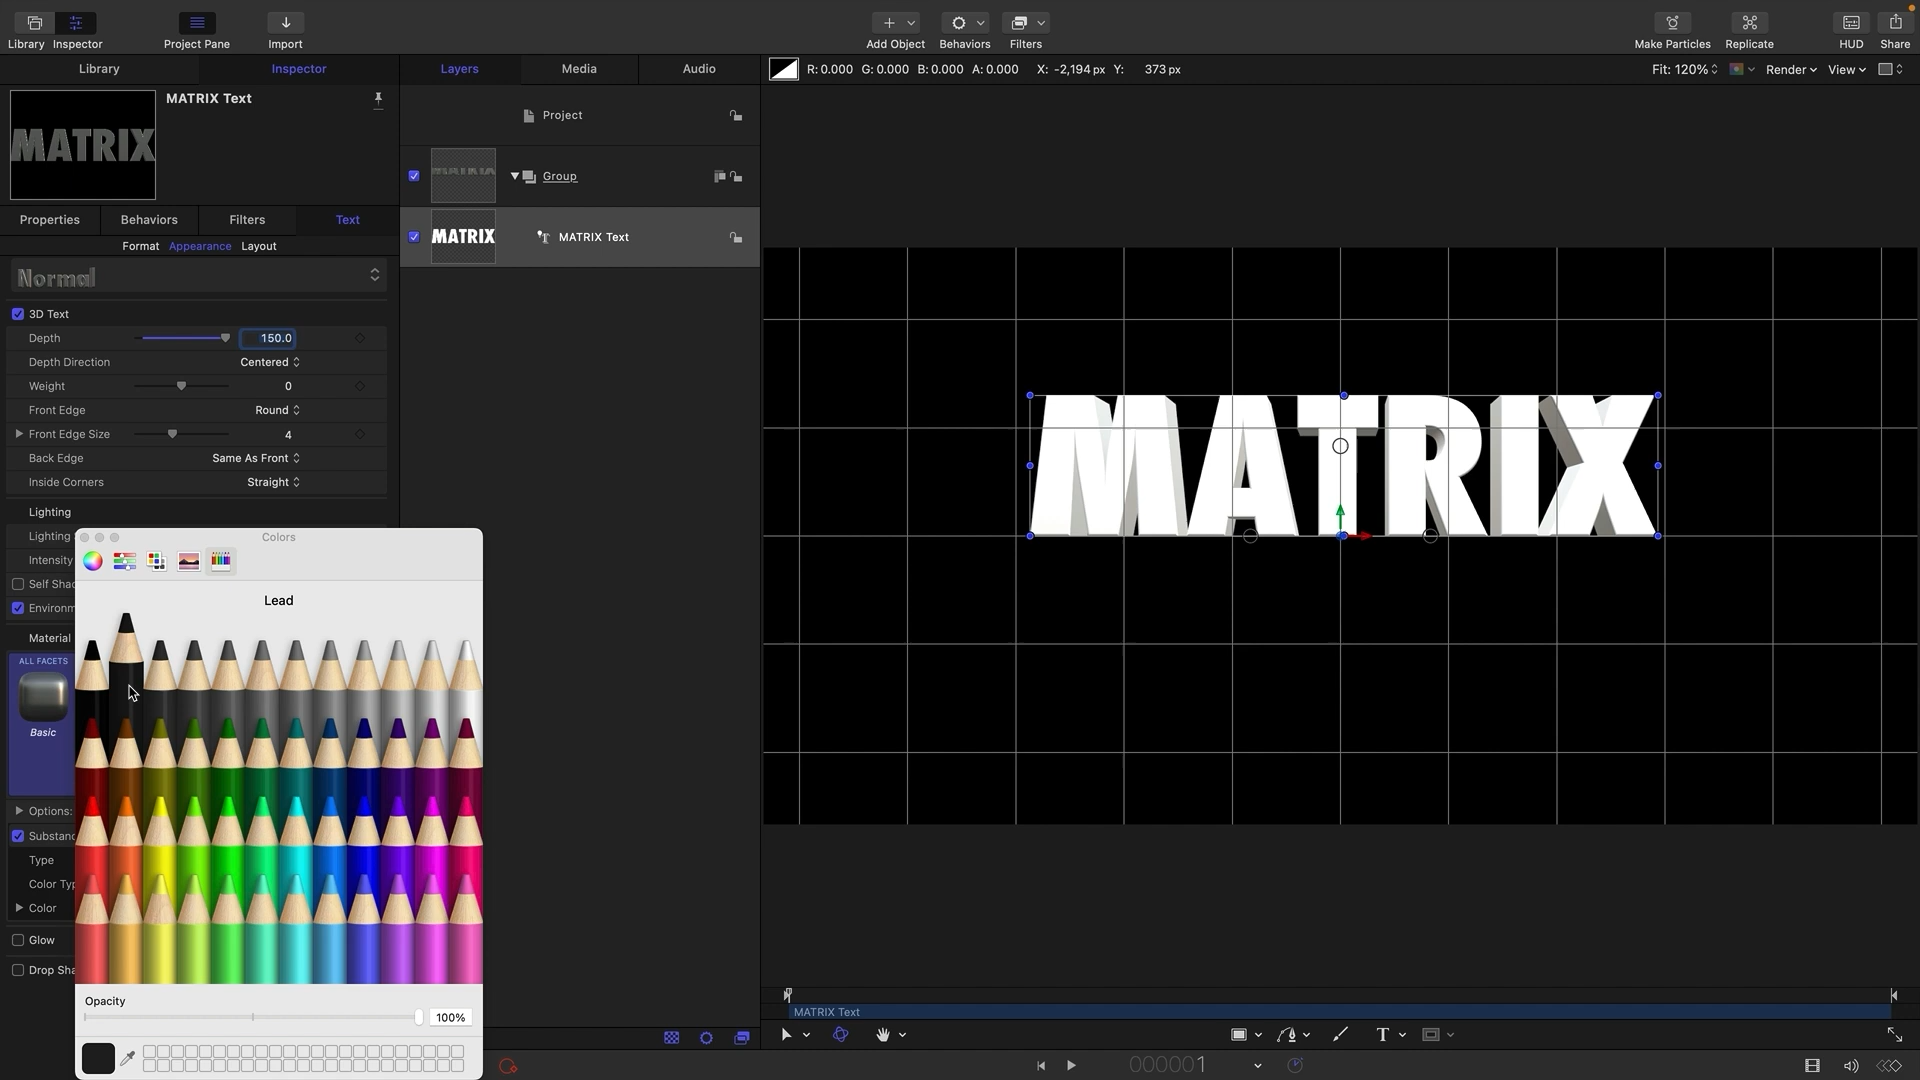 Library Inspector Project Pane Import Add Object Behaviors Filters Make Particles Replicate HUD Share
Library Inspector Layers Media Audio R: 0.000 G: 0.000 B: 0.000 A: 0.000 X: -2,194 px Y: 373 px Fit: 120% Render View
MATRIX Text
MATRIX
Project
Group
MATRIX MATRIX Text
Properties Behaviors Filters Text
Format Appearance Layout
Normal
3D Text
Depth 150.0
Depth Direction Centered
Weight 0
Front Edge Round
Front Edge Size 4
Back Edge Same As Front
Inside Corners Straight
MATRIX
Lighting
Lighting
Intensity
Self Sha
Environm
Material
ALL FACETS
Basic
Options:
Substanc
Type
Color Typ
Color
Glow
Drop Sha
Colors
Lead
Opacity
100%
MATRIX Text
T
000001